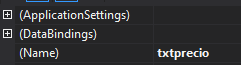 (ApplicationSettings)
(DataBindings)
(Name) txtprecio